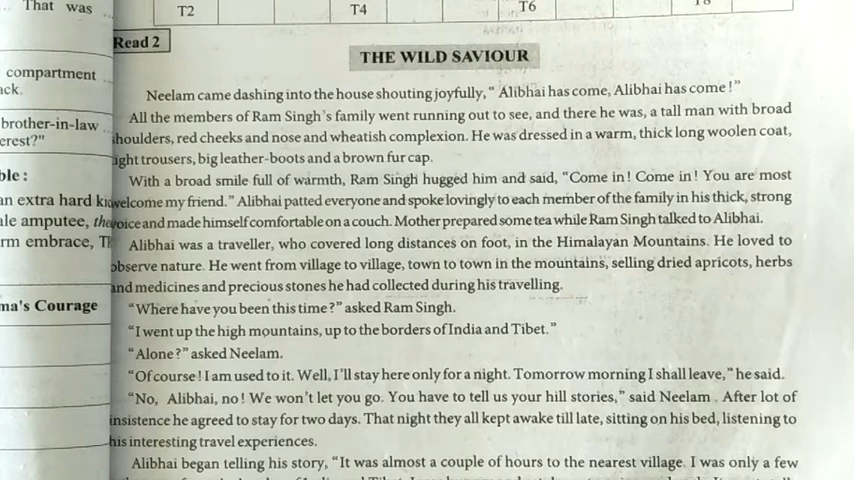 That was
T2
T4
T6
Read 2
compartment
ack.
brother-in-law
erest?"
ble :
an extra hard
ale amputee, the
rm embrace,
ma's Courage
THE WILD SAVIOUR
Neelam came dashing into the house shouting joyfully, “ Alibhai has come, Alibhai has come ! ”
All the members of Ram Singh's family went running out to see, and there he was, a tall man with broad
shoulders, red cheeks and nose and wheatish complexion. He was dressed in a warm, thick long woolen coat,
ight trousers, big leather-boots and a brown fur cap.
With a broad smile full of warmth, Ram Singh hugged him and said, “Come in ! Come in ! You are most
welcome my friend.” Alibhai patted everyone and spoke lovingly to each member of the family in his thick, strong
voice and made himself comfortable on a couch. Mother prepared some tea while Ram Singh talked to Alibhai.
Alibhai was a traveller, who covered long distances on foot, in the Himalayan Mountains. He loved to
observe nature. He went from village to village, town to town in the mountains, selling dried apricots, herbs
and medicines and precious stones he had collected during his travelling.
“Where have you been this time ?” asked Ram Singh.
“I went up the high mountains, up to the borders of India and Tibet.”
“Alone ?” asked Neelam.
“Of course ! I am used to it. Well, I'll stay here only for a night. Tomorrow morning I shall leave,” he said.
“No, Alibhai, no ! We won't let you go. You have to tell us your hill stories,” said Neelam . After lot of
insistence he agreed to stay for two days. That night they all kept awake till late, sitting on his bed, listening to
his interesting travel experiences.
Alibhai began telling his story, “It was almost a couple of hours to the nearest village. I was only a few